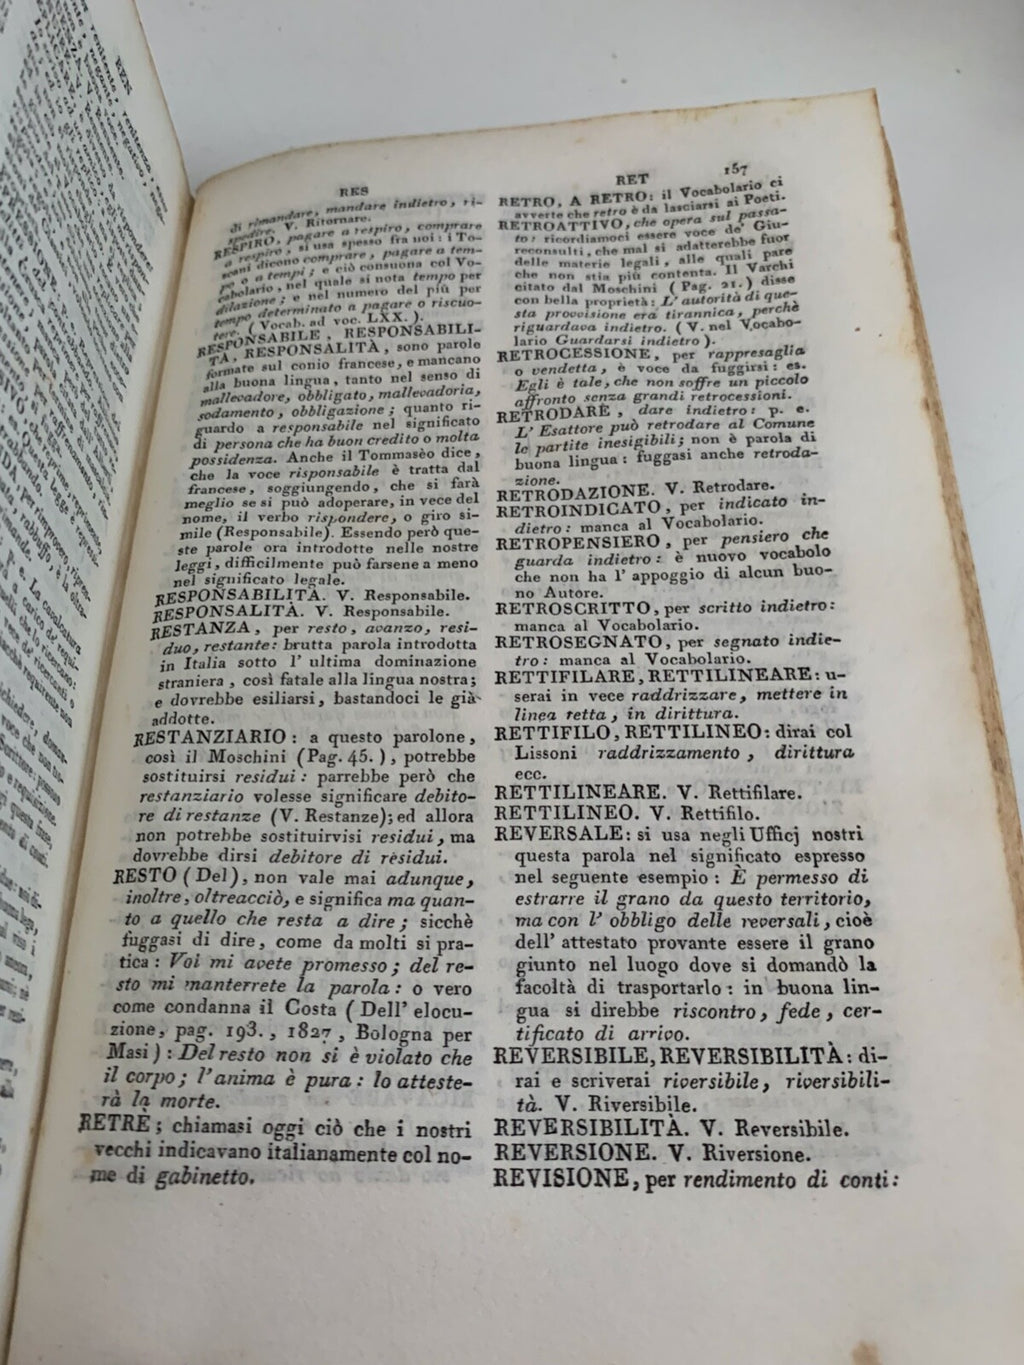 RES
di rimandare, mandare indietro, ri-
spedire. V. Ritornare.
RESPIRO, pagare a respiro, comprare
a respiro, si usa spesso fra noi: i To-
scani dicono comprare, pagare a tem-
po o a tempi; e ciò consuona col Vo-
cabolario, nel quale si nota tempo per
dilazione; e nel numero del più per
tempo determinato a pagare o riscuo-
tere. (Vocab. ad voc. LXX.).
RESPONSABILE, RESPONSABILI-
TÀ, RESPONSALITÀ, sono parole
formate sul conio francese, e mancano
alla buona lingua, tanto nel senso di
mallevadore, obbligato, mallevadoria,
sodamento, obbligazione; quanto ri-
guardo a responsabile nel significato
di persona che ha buon credito o molta
possidenza. Anche il Tommasèo dice,
che la voce risponsabile è tratta dal
francese, soggiungendo, che si farà
meglio se si può adoperare, in vece del
nome, il verbo rispondere, o giro si-
mile (Responsabile). Essendo però que-
ste parole ora introdotte nelle nostre
leggi, difficilmente può farsene a meno
nel significato legale.
RESPONSABILITÀ. V. Responsabile.
RESPONSALITÀ. V. Responsabile.
RESTANZA, per resto, avanzo, resi-
duo, restante: brutta parola introdotta
in Italia sotto l' ultima dominazione
straniera, così fatale alla lingua nostra;
e dovrebbe esiliarsi, bastandoci le già
addotte.
RESTANZIARIO: a questo parolone,
così il Moschini (Pag. 45.), potrebbe
sostituirsi residui: parrebbe però che
restanziario volesse significare debito-
re di restanze (V. Restanze); ed allora
non potrebbe sostituirvisi residui, ma
dovrebbe dirsi debitore di rèsidui.
RESTO (Del), non vale mai adunque,
inoltre, oltreacciò, e significa ma quan-
to a quello che resta a dire; sicchè
fuggasi di dire, come da molti si pra-
tica: Voi mi avete promesso; del re-
sto mi manterrete la parola: o vero
come condanna il Costa (Dell' elocu-
zione, pag. 193., 1827, Bologna per
Masi): Del resto non si è violato che
il corpo; l'anima è pura: lo atteste-
rà la morte.
RETRÈ; chiamasi oggi ciò che i nostri
vecchi indicavano italianamente col no-
me di gabinetto.
RET 157
RETRO, A RETRO: il Vocabolario ci
avverte che retro è da lasciarsi ai Poeti.
RETROATTIVO, che opera sul passa-
to: ricordiamoci essere voce de' Giu-
reconsulti, che mal si adatterebbe fuor
delle materie legali, alle quali pare
che non stia più contenta. Il Varchi
citato dal Moschini (Pag. 21.) disse
con bella proprietà: L'autorità di que-
sta provvisione era tirannica, perchè
riguardava indietro. (V. nel Vocabo-
lario Guardarsi indietro).
RETROCESSIONE, per rappresaglia
o vendetta, è voce da fuggirsi: es.
Egli è tale, che non soffre un piccolo
affronto senza grandi retrocessioni.
RETRODARE, dare indietro: p. e.
L' Esattore può retrodare al Comune
le partite inesigibili; non è parola di
buona lingua: fuggasi anche retroda-
zione.
RETRODAZIONE. V. Retrodare.
RETROINDICATO, per indicato in-
dietro: manca al Vocabolario.
RETROPENSIERO, per pensiero che
guarda indietro: è nuovo vocabolo
che non ha l' appoggio di alcun buo-
no Autore.
RETROSCRITTO, per scritto indietro:
manca al Vocabolario.
RETROSEGNATO, per segnato indie-
tro: manca al Vocabolario.
RETTIFILARE, RETTILINEARE: u-
serai in vece raddrizzare, mettere in
linea retta, in dirittura.
RETTIFILO, RETTILINEO: dirai col
Lissoni raddrizzamento, dirittura
ecc.
RETTILINEARE. V. Rettifilare.
RETTILINEO. V. Rettifilo.
REVERSALE: si usa negli Ufficj nostri
questa parola nel significato espresso
nel seguente esempio: È permesso di
estrarre il grano da questo territorio,
ma con l' obbligo delle reversali, cioè
dell' attestato provante essere il grano
giunto nel luogo dove si domandò la
facoltà di trasportarlo: in buona lin-
gua si direbbe riscontro, fede, cer-
tificato di arrivo.
REVERSIBILE, REVERSIBILITÀ: di-
rai e scriverai riversibile, riversibili-
tà. V. Riversibile.
REVERSIBILITÀ. V. Reversibile.
REVERSIONE. V. Riversione.
REVISIONE, per rendimento di conti: